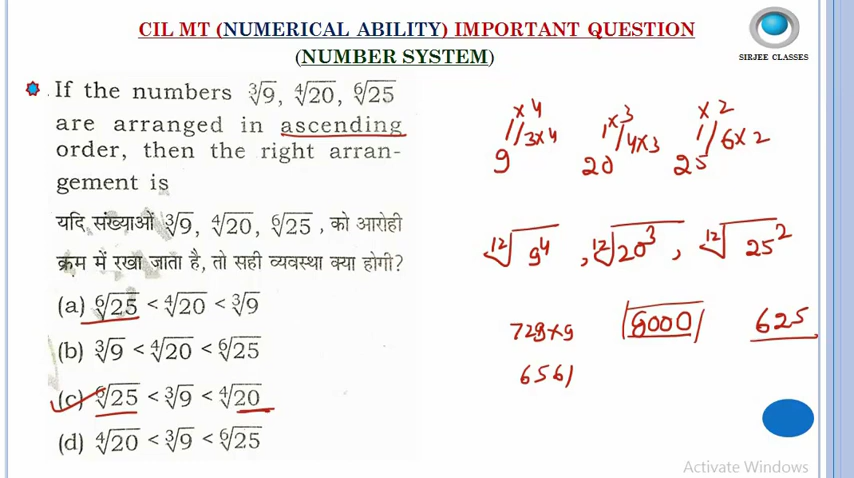 CIL MT (NUMERICAL ABILITY) IMPORTANT QUESTION
(NUMBER SYSTEM)
SIRJEE CLASSES
If the numbers ∛9, ∜20, ⁶√25
are arranged in ascending
order, then the right arran-
gement is
यदि संख्याओं ∛9, ∜20, ⁶√25, को आरोही
क्रम में रखा जाता है, तो सही व्यवस्था क्या होगी?
(a) ⁶√25 < ∜20 < ∛9
(b) ∛9 < ∜20 < ⁶√25
(c) ⁶√25 < ∛9 < ∜20
(d) ∜20 < ∛9 < ⁶√25
9^(1×4/3×4) 20^(1×3/4×3) 25^(1×2/6×2)
¹²√9⁴ , ¹²√20³ , ¹²√25²
729×9 8000 625
6561
Activate Windows